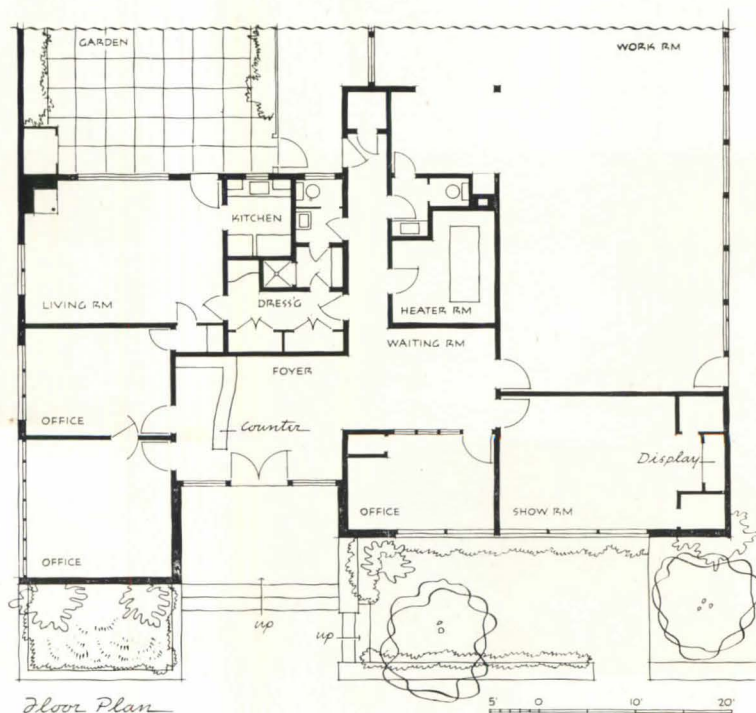 GARDEN
WORK RM
KITCHEN
LIVING RM
DRESS'G
HEATER RM
WAITING RM
FOYER
OFFICE
Counter
Display
OFFICE
SHOW RM
OFFICE
up
up
Floor Plan
5' 0 10' 20'